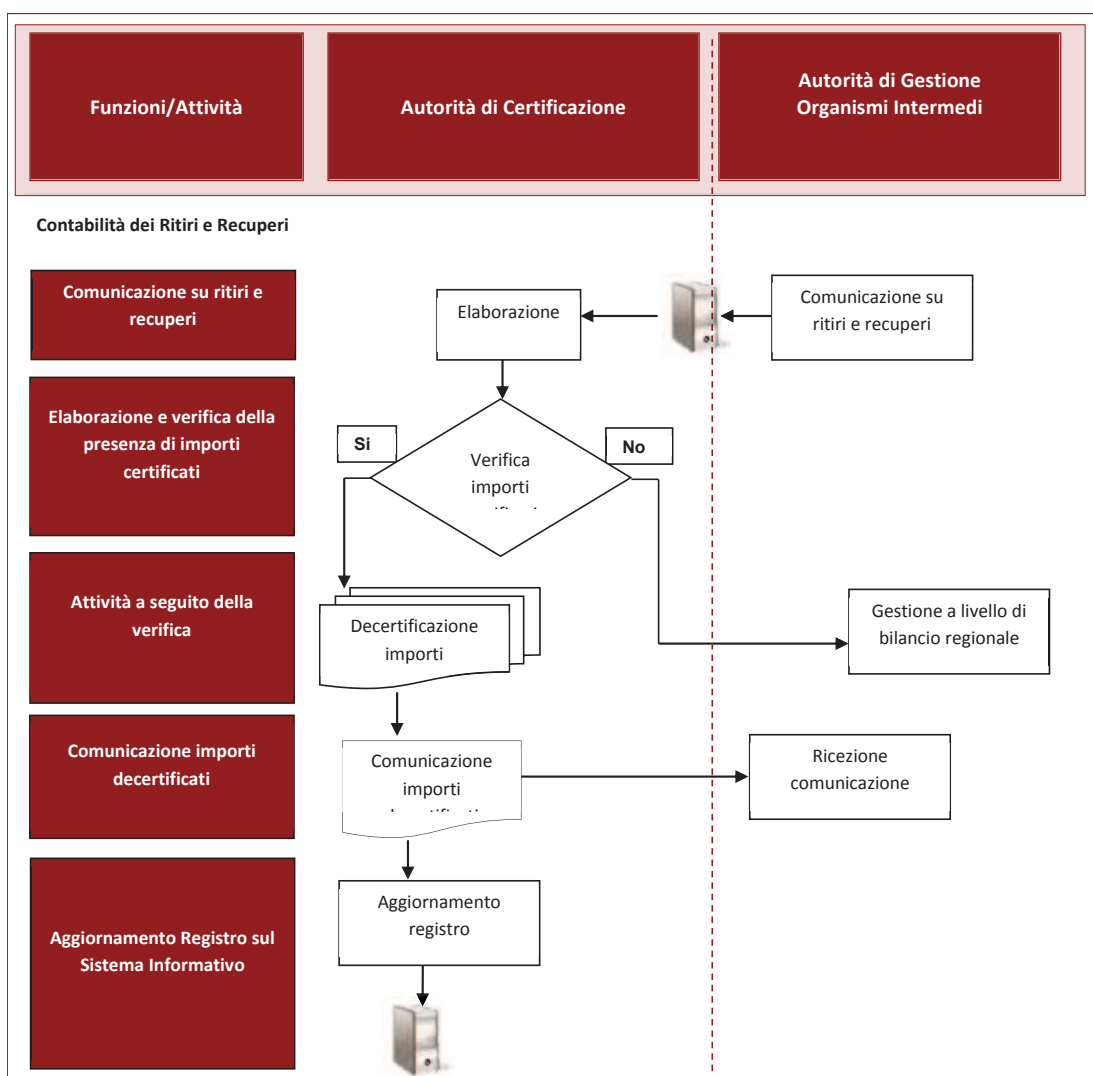 Funzioni/Attività
Autorità di Certificazione
Autorità di Gestione
Organismi Intermedi
Contabilità dei Ritiri e Recuperi
Comunicazione su ritiri e
recuperi
Elaborazione
Comunicazione su
ritiri e recuperi
Elaborazione e verifica della
presenza di importi
certificati
Si
No
Verifica
importi
Attività a seguito della
verifica
Decertificazione
importi
Gestione a livello di
bilancio regionale
Comunicazione importi
decertificati
Comunicazione
importi
Ricezione
comunicazione
Aggiornamento Registro sul
Sistema Informativo
Aggiornamento
registro